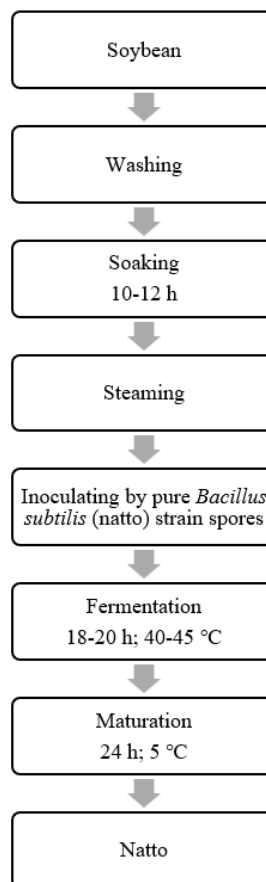 Soybean
Washing
Soaking
10-12 h
Steaming
Inoculating by pure Bacillus
subtilis (natto) strain spores
Fermentation
18-20 h; 40-45 °C
Maturation
24 h; 5 °C
Natto